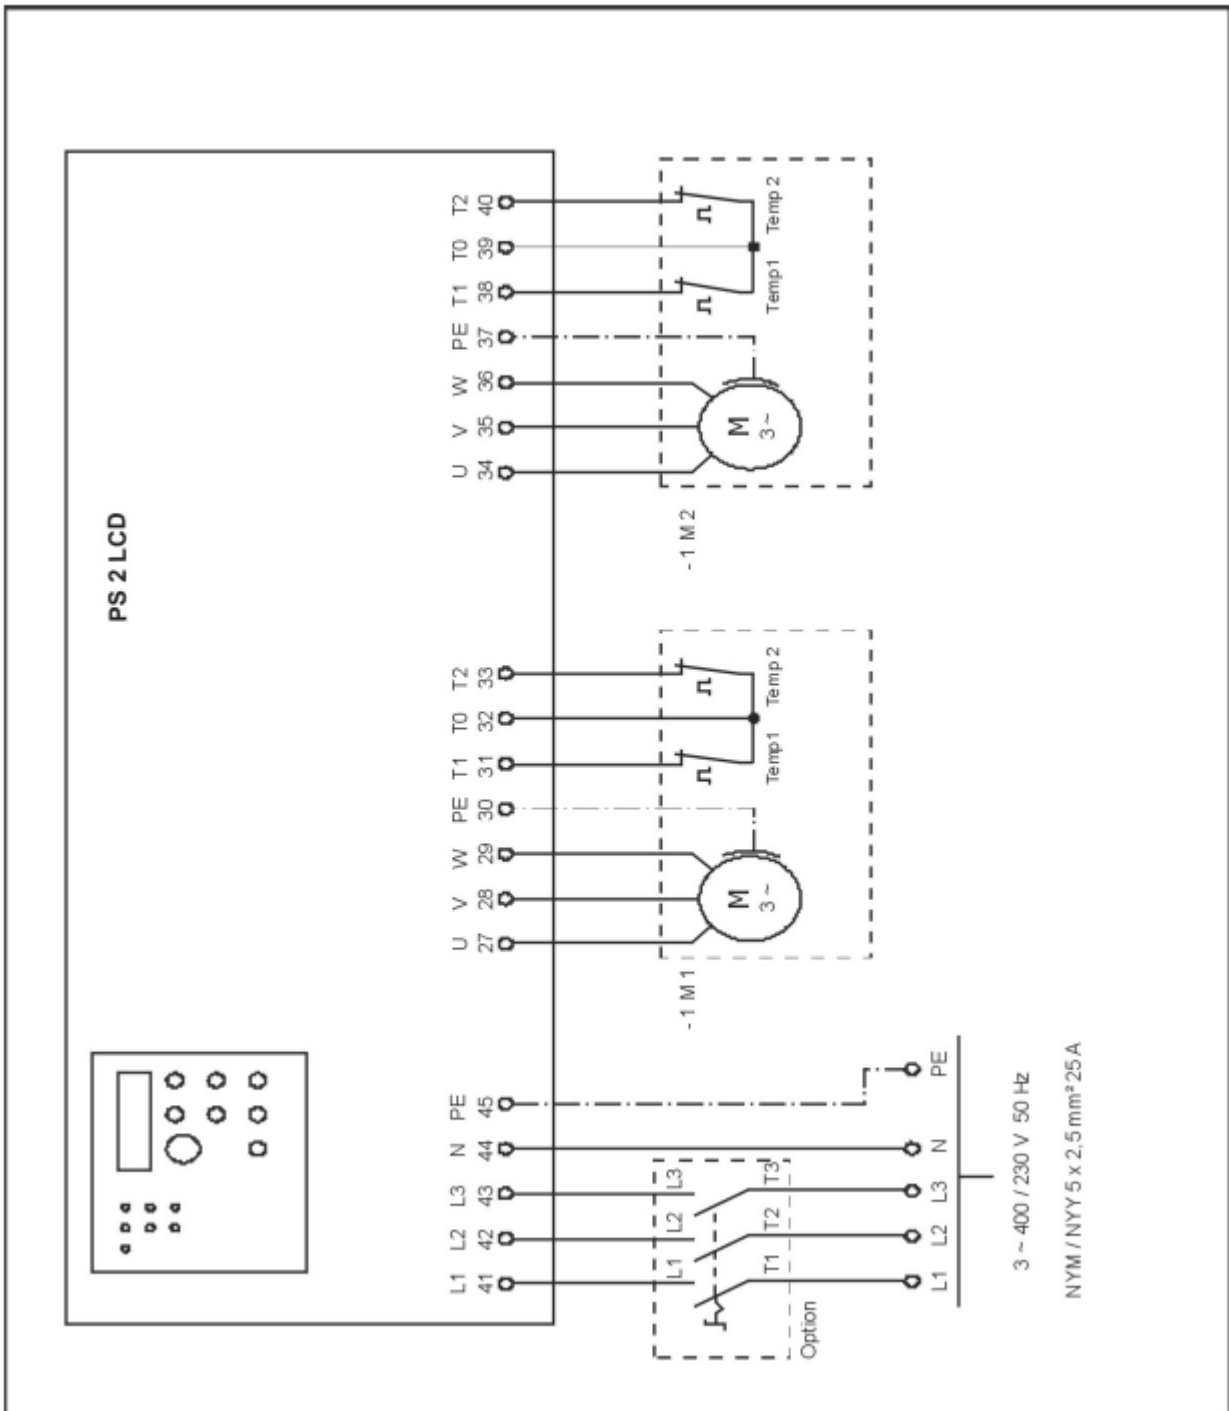 PS 2 LCD
L1 L2 L3 N PE U V W PE T1 T0 T2 U V W PE T1 T0 T2
41 42 43 44 45 27 28 29 30 31 32 33 34 35 36 37 38 39 40
L1 L2 L3
T1 T2 T3
Option
- 1 M 1
M
3 ~
Temp1 Temp 2
- 1 M 2
M
3 ~
Temp1 Temp 2
L1 L2 L3 N PE
3 ~ 400 / 230 V 50 Hz
NYM / NYY 5 x 2,5 mm² 25 A